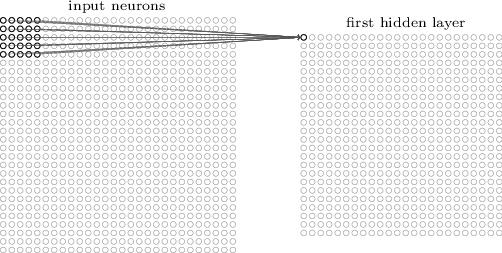 input neurons
first hidden layer